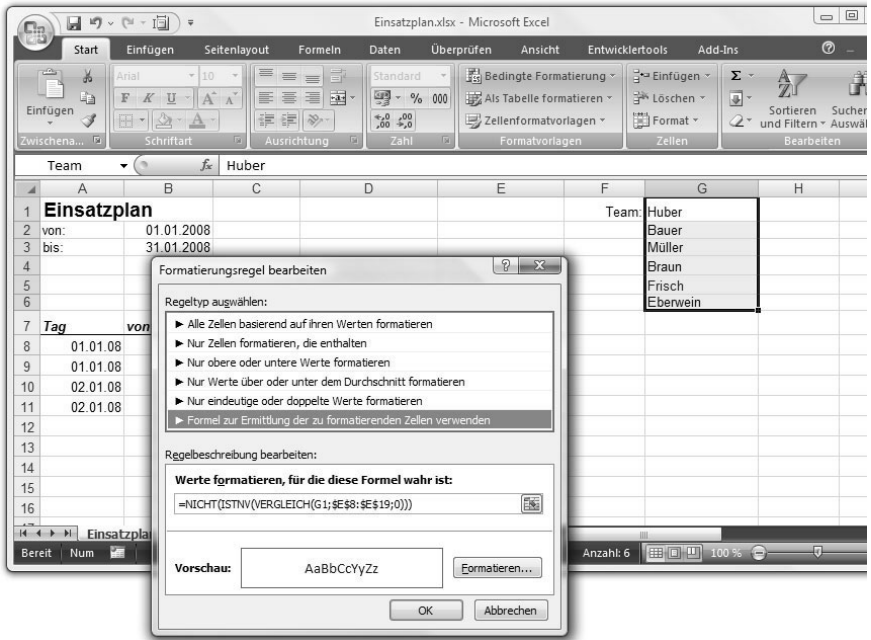 Einsatzplan.xlsx - Microsoft Excel
Start Einfügen Seitenlayout Formeln Daten Überprüfen Ansicht Entwicklertools Add-Ins
Arial 10 Standard Bedingte Formatierung Einfügen Σ
Einfügen F K U A A % 000 Als Tabelle formatieren Löschen Sortieren und Filtern Suchen
A Zellenformatvorlagen Format Auswäl
Zwischena... Schriftart Ausrichtung Zahl Formatvorlagen Zellen Bearbeiten
Team fx Huber
A B C D E F G H
1 Einsatzplan Team: Huber
2 von: 01.01.2008 Bauer
3 bis: 31.01.2008 Müller
4 Braun
5 Frisch
6 Eberwein
7 Tag von
8 01.01.08
9 01.01.08
10 02.01.08
11 02.01.08
12
13
14
15
16
Formatierungsregel bearbeiten
Regeltyp auswählen:
► Alle Zellen basierend auf ihren Werten formatieren
► Nur Zellen formatieren, die enthalten
► Nur obere oder untere Werte formatieren
► Nur Werte über oder unter dem Durchschnitt formatieren
► Nur eindeutige oder doppelte Werte formatieren
► Formel zur Ermittlung der zu formatierenden Zellen verwenden
Regelbeschreibung bearbeiten:
Werte formatieren, für die diese Formel wahr ist:
=NICHT(ISTNV(VERGLEICH(G1;$E$8:$E$19;0)))
Vorschau: AaBbCcYyZz Formatieren...
OK Abbrechen
Einsatzpla
Bereit Num Anzahl: 6 100 %